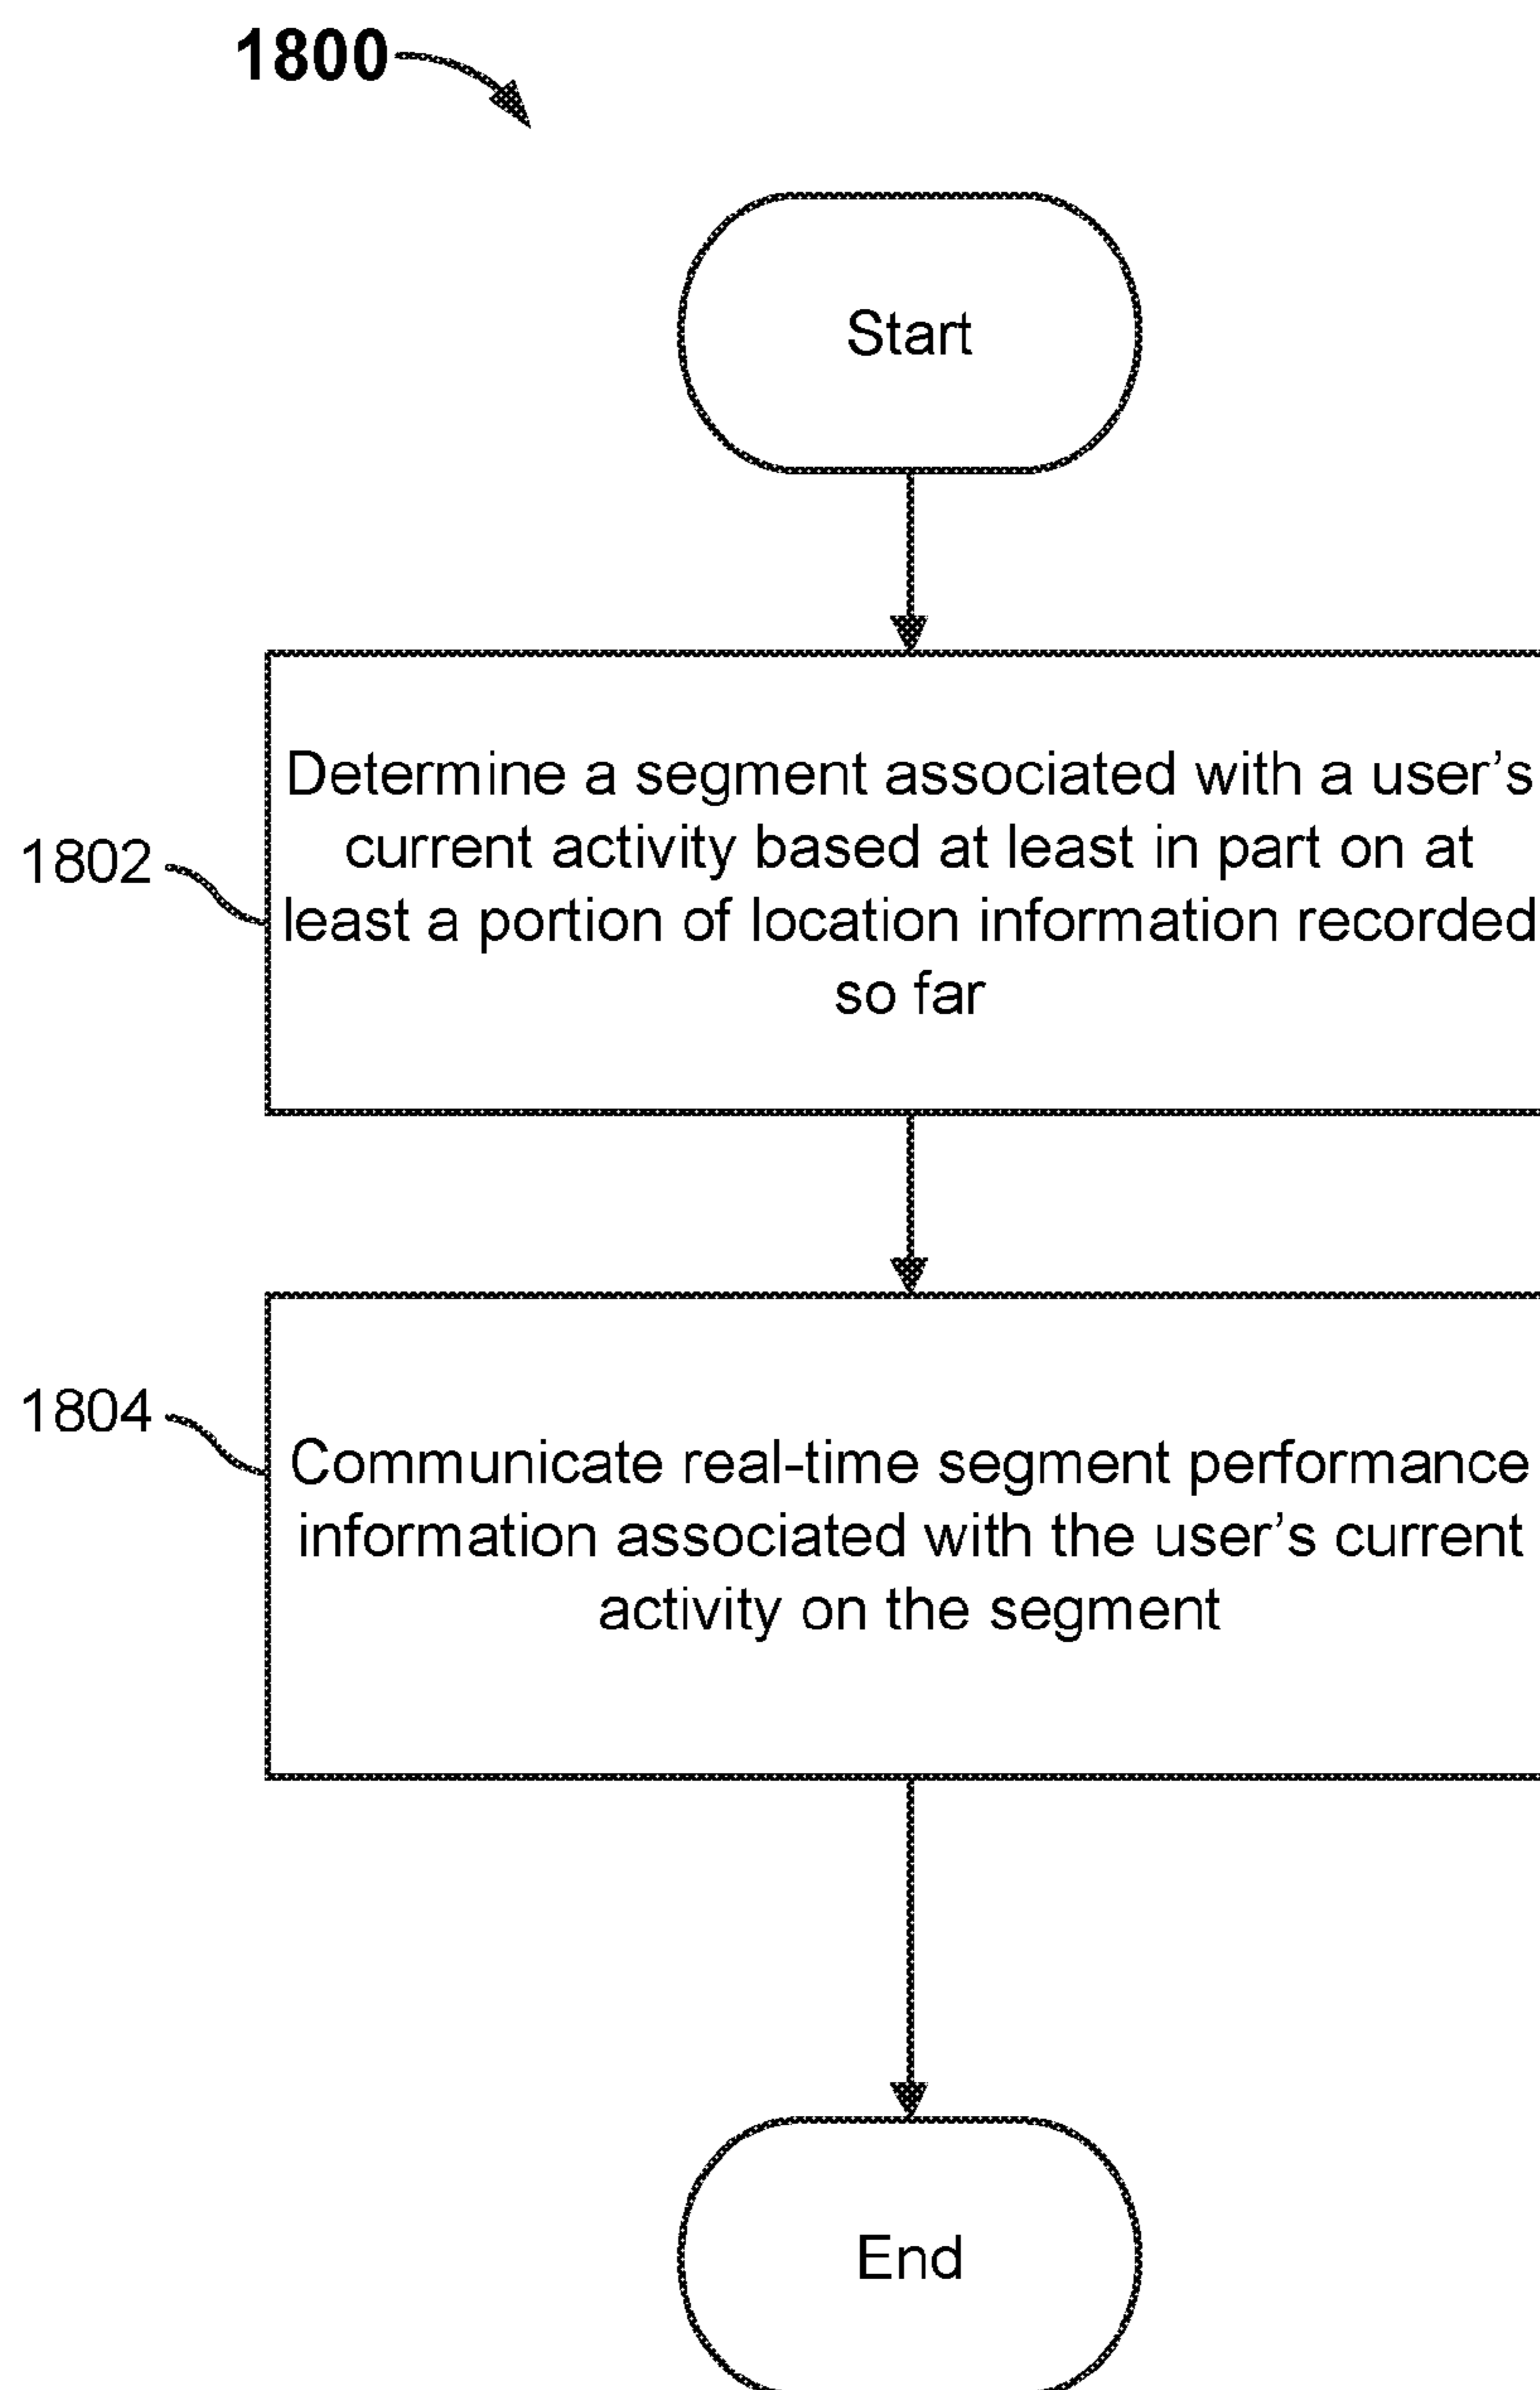 1800
Start
1802
Determine a segment associated with a user’s
current activity based at least in part on at
least a portion of location information recorded
so far
1804
Communicate real-time segment performance
information associated with the user’s current
activity on the segment
End